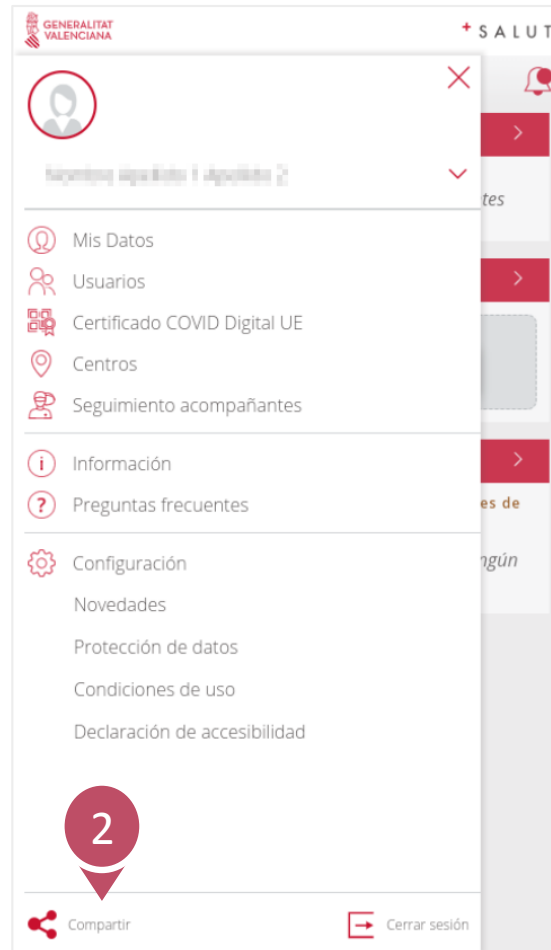 GENERALITAT
VALENCIANA
+ SALUT
tes
Mis Datos
Usuarios
Certificado COVID Digital UE
Centros
Seguimiento acompañantes
i Información
? Preguntas frecuentes
es de
ngún
Configuración
Novedades
Protección de datos
Condiciones de uso
Declaración de accesibilidad
2
Compartir
Cerrar sesión